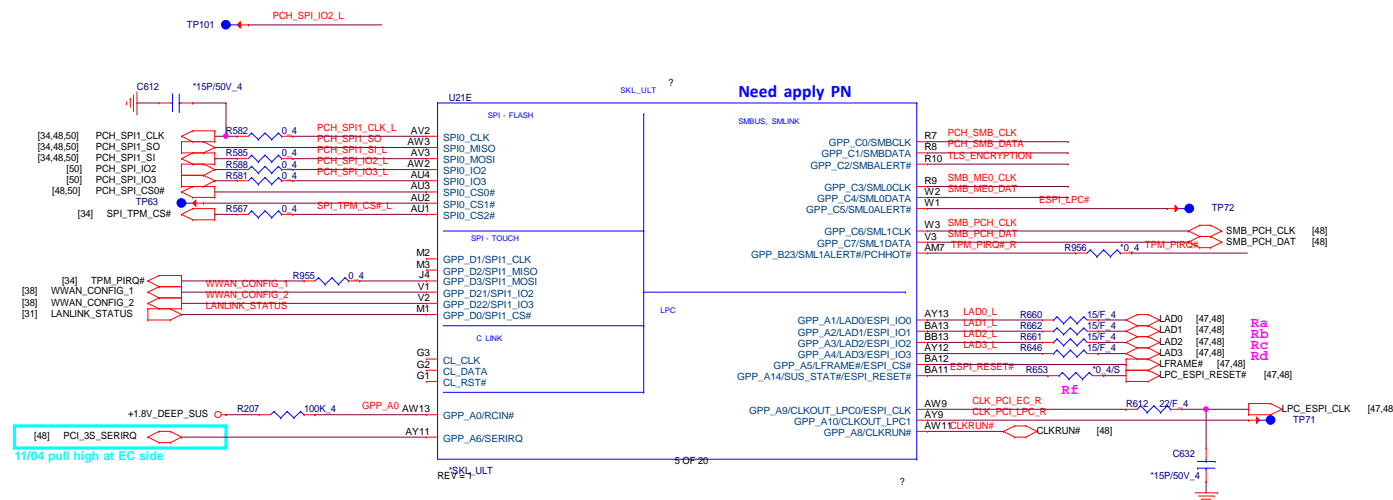 TP101 PCH_SPI_IO2_L
C612 *15P/50V_4
?
U21E SKL_ULT Need apply PN
SPI - FLASH SMBUS, SMLINK
[34,48,50] PCH_SPI1_CLK R582 0_4 PCH_SPI1_CLK_L AV2 SPI0_CLK
[34,48,50] PCH_SPI1_SO PCH_SPI1_SO AW3 SPI0_MISO
[34,48,50] PCH_SPI1_SI R585 0_4 PCH_SPI1_SI_L AV3 SPI0_MOSI
[50] PCH_SPI_IO2 R588 0_4 PCH_SPI_IO2_L AW2 SPI0_IO2
[50] PCH_SPI_IO3 R581 0_4 PCH_SPI_IO3_L AU4 SPI0_IO3
[48,50] PCH_SPI_CS0# AU3 SPI0_CS0#
TP63 AU2 SPI0_CS1#
[34] SPI_TPM_CS# R567 0_4 SPI_TPM_CS#_L AU1 SPI0_CS2#
GPP_C0/SMBCLK R7 PCH_SMB_CLK
GPP_C1/SMBDATA R8 PCH_SMB_DATA
GPP_C2/SMBALERT# R10 TLS_ENCRYPTION
GPP_C3/SML0CLK R9 SMB_ME0_CLK
GPP_C4/SML0DATA W2 SMB_ME0_DAT
GPP_C5/SML0ALERT# W1 ESPI_LPC# TP72
GPP_C6/SML1CLK W3 SMB_PCH_CLK SMB_PCH_CLK [48]
GPP_C7/SML1DATA V3 SMB_PCH_DAT SMB_PCH_DAT [48]
GPP_B23/SML1ALERT#/PCHHOT# AM7 TPM_PIRQ#_R R956 *0_4 TPM_PIRQ#
SPI - TOUCH
M2 GPP_D1/SPI1_CLK
M3 GPP_D2/SPI1_MISO
[34] TPM_PIRQ# R955 0_4 J4 GPP_D3/SPI1_MOSI
[38] WWAN_CONFIG_1 WWAN_CONFIG_1 V1 GPP_D21/SPI1_IO2
[38] WWAN_CONFIG_2 WWAN_CONFIG_2 V2 GPP_D22/SPI1_IO3
[31] LANLINK_STATUS LANLINK_STATUS M1 GPP_D0/SPI1_CS#
LPC
GPP_A1/LAD0/ESPI_IO0 AY13 LAD0_L R660 15/F_4 LAD0 [47,48] Ra
GPP_A2/LAD1/ESPI_IO1 BA13 LAD1_L R662 15/F_4 LAD1 [47,48] Rb
GPP_A3/LAD2/ESPI_IO2 BB13 LAD2_L R661 15/F_4 LAD2 [47,48] Rc
GPP_A4/LAD3/ESPI_IO3 AY12 LAD3_L R646 15/F_4 LAD3 [47,48] Rd
GPP_A5/LFRAME#/ESPI_CS# BA12 LFRAME# [47,48]
GPP_A14/SUS_STAT#/ESPI_RESET# BA11 ESPI_RESET# R653 *0_4/S LPC_ESPI_RESET# [47,48]
Rf
C LINK
G3 CL_CLK
G2 CL_DATA
G1 CL_RST#
+1.8V_DEEP_SUS R207 100K_4 GPP_A0 AW13 GPP_A0/RCIN#
[48] PCI_3S_SERIRQ AY11 GPP_A6/SERIRQ
11/04 pull high at EC side
GPP_A9/CLKOUT_LPC0/ESPI_CLK AW9 CLK_PCI_EC_R R612 22/F_4 LPC_ESPI_CLK [47,48
GPP_A10/CLKOUT_LPC1 AY9 CLK_PCI_LPC_R TP71
GPP_A8/CLKRUN# AW11 CLKRUN# CLKRUN# [48]
C632
*15P/50V_4
*SKL_ULT 5 OF 20
REV = 1 ?